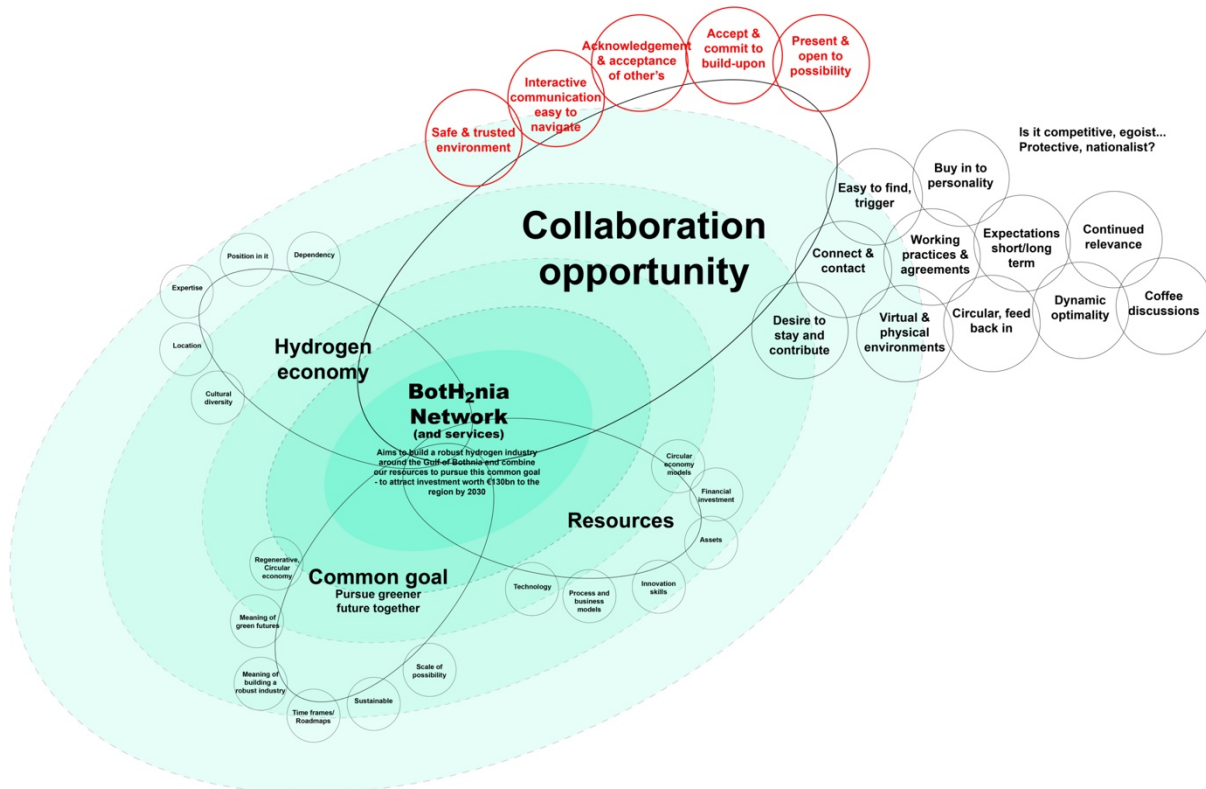 Acknowledgement
& acceptance
of other's
Accept &
commit to
build-upon
Present &
open to
possibility
Interactive
communication
easy to
navigate
Safe & trusted
environment
Is it competitive, egoist...
Protective, nationalist?
Buy in to
personality
Easy to find,
trigger
Collaboration
opportunity
Connect &
contact
Working
practices &
agreements
Expectations
short/long
term
Continued
relevance
Desire to
stay and
contribute
Virtual &
physical
environments
Circular, feed
back in
Dynamic
optimality
Coffee
discussions
Position in it
Dependency
Expertise
Location
Cultural
diversity
Hydrogen
economy
BotH₂nia
Network
(and services)
Aims to build a robust hydrogen industry
around the Gulf of Bothnia end combine
our resources to pursue this common goal
- to attract investment worth €130bn to the
region by 2030
Circular
economy
models
Financial
investment
Resources
Assets
Technology
Process and
business
models
Innovation
skills
Regenerative,
Circular
economy
Common goal
Pursue greener
future together
Meaning of
green futures
Meaning of
building a
robust industry
Time frames/
Roadmaps
Sustainable
Scale of
possibility